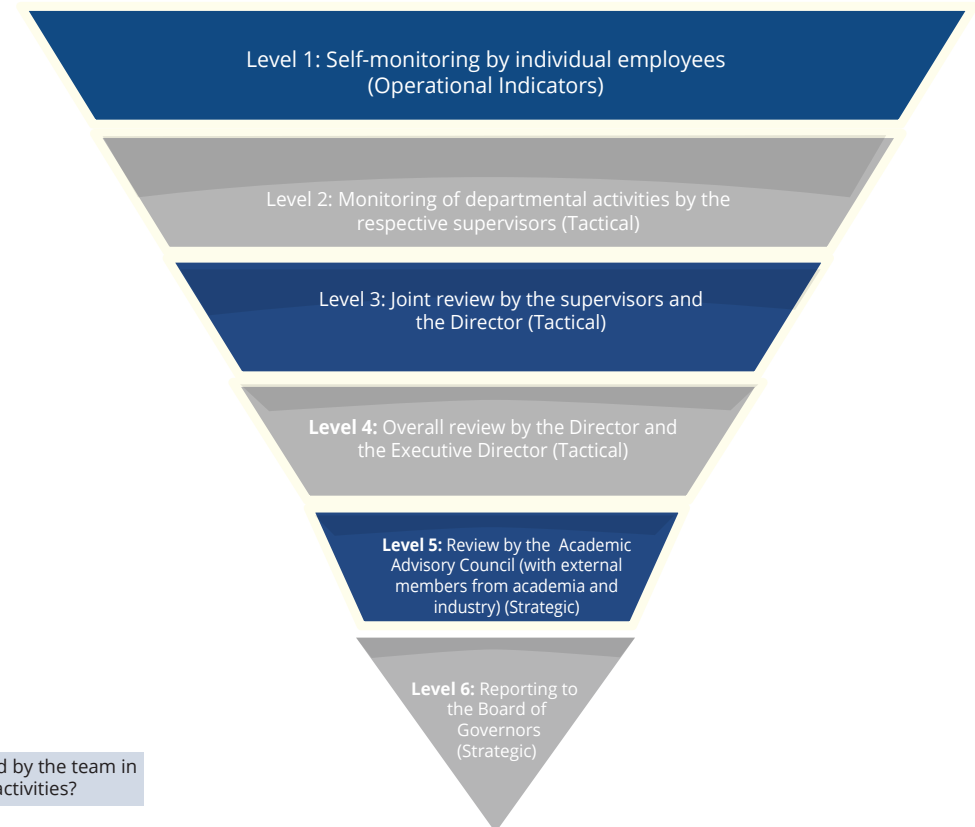 Level 1: Self-monitoring by individual employees
(Operational Indicators)
Level 2: Monitoring of departmental activities by the
respective supervisors (Tactical)
Level 3: Joint review by the supervisors and
the Director (Tactical)
Level 4: Overall review by the Director and
the Executive Director (Tactical)
Level 5: Review by the Academic
Advisory Council (with external
members from academia and
industry) (Strategic)
Level 6: Reporting to
the Board of
Governors
(Strategic)
by the team in
activities?